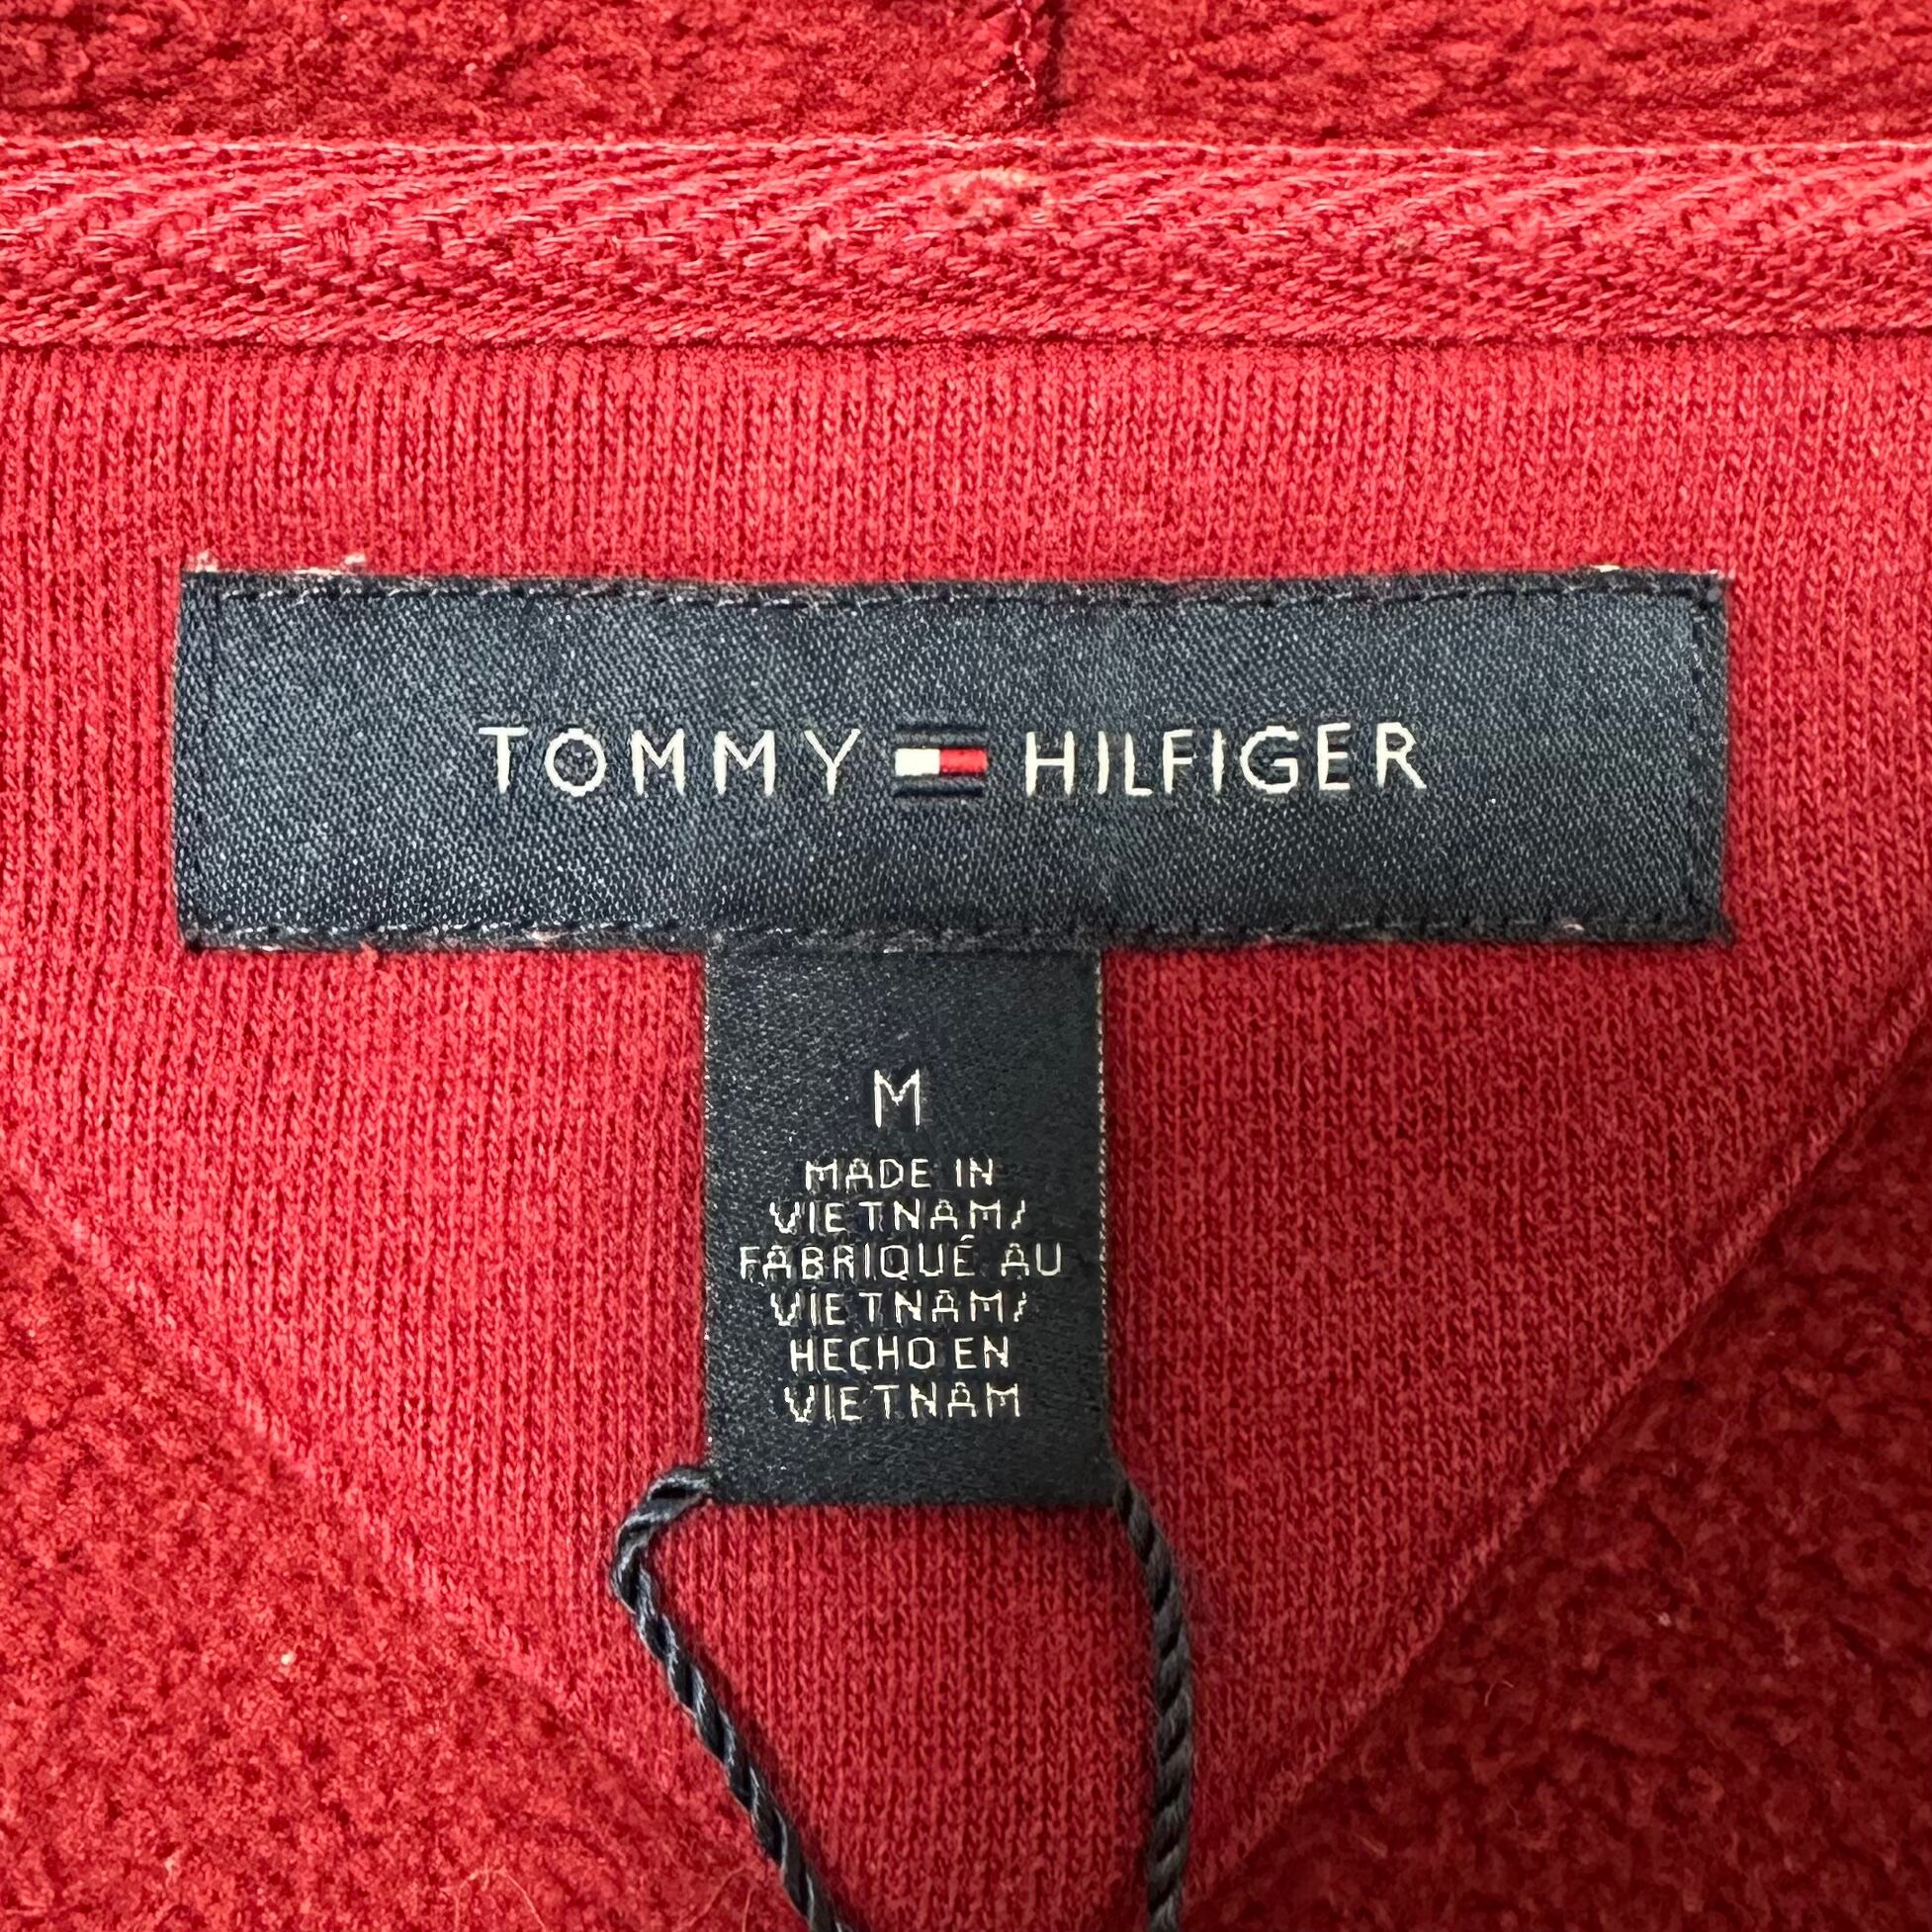 TOMMY HILFIGER
M
MADE IN
VIETNAM/
FABRIQUÉ AU
VIETNAM/
HECHO EN
VIETNAM